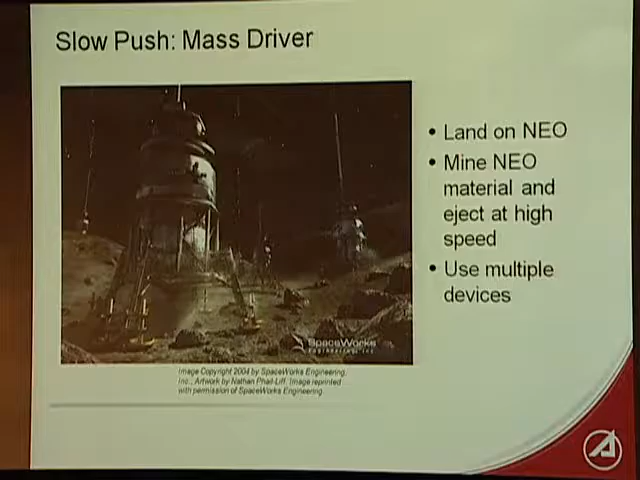 Slow Push: Mass Driver
• Land on NEO
• Mine NEO
material and
eject at high
speed
• Use multiple
devices
SpaceWorks
Engineering, Inc.
Image Copyright 2004 by SpaceWorks Engineering,
Inc., Artwork by Nathan Phail-Liff. Image reprinted
with permission of SpaceWorks Engineering.